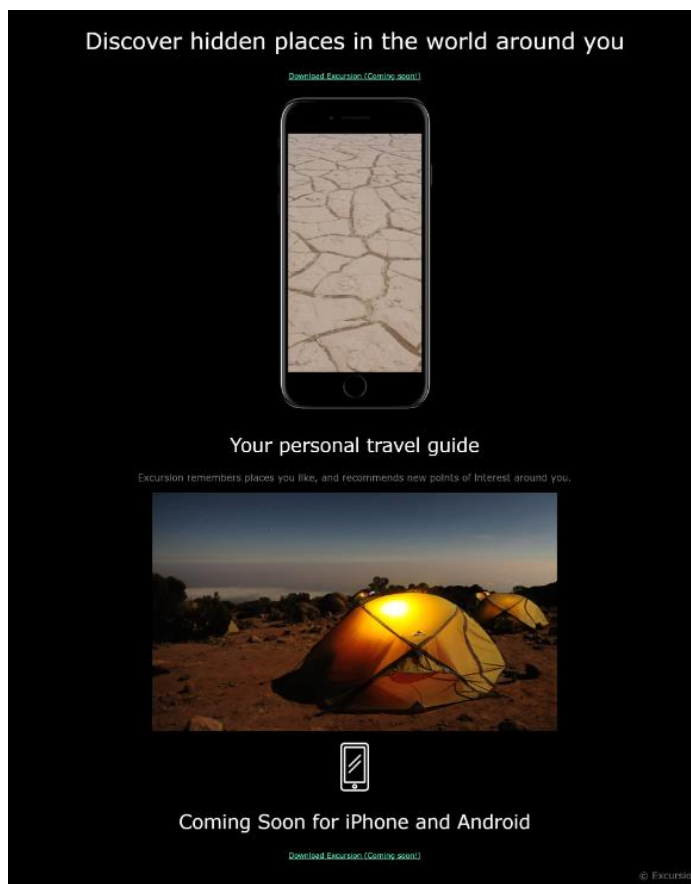 Discover hidden places in the world around you
Download Excursion (Coming soon!)
Your personal travel guide
Excursion remembers places you like, and recommends new points of interest around you.
Coming Soon for iPhone and Android
Download Excursion (Coming soon!)
© Excursio